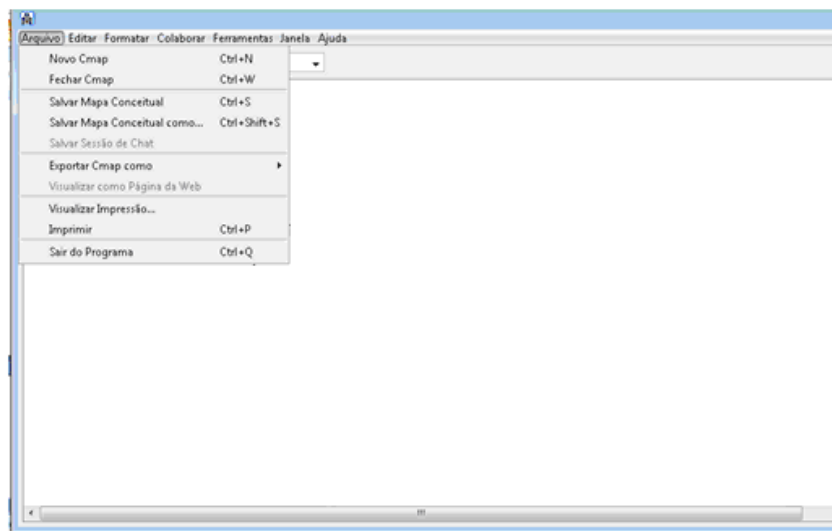 Arquivo Editar Formatar Colaborar Ferramentas Janela Ajuda
Novo Cmap Ctrl+N
Fechar Cmap Ctrl+W
Salvar Mapa Conceitual Ctrl+S
Salvar Mapa Conceitual como... Ctrl+Shift+S
Salvar Sessão de Chat
Exportar Cmap como
Visualizar como Página da Web
Visualizar Impressão...
Imprimir Ctrl+P
Sair do Programa Ctrl+Q